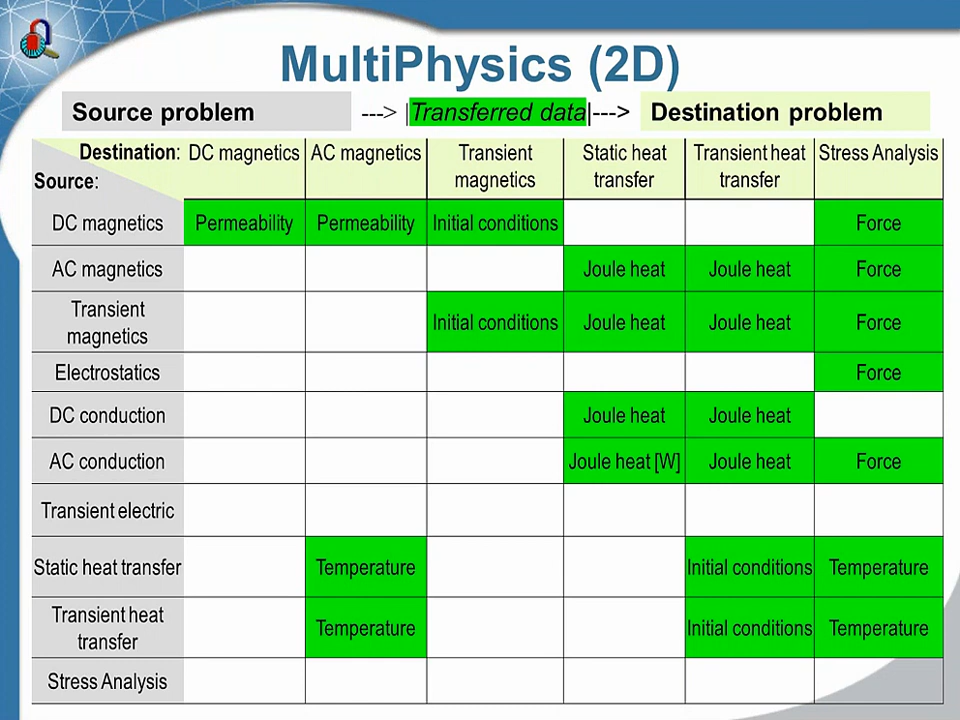 MultiPhysics (2D)
Source problem ---> |Transferred data|---> Destination problem
Destination: DC magnetics AC magnetics Transient magnetics Static heat transfer Transient heat transfer Stress Analysis
Source:
DC magnetics Permeability Permeability Initial conditions Force
AC magnetics Joule heat Joule heat Force
Transient magnetics Initial conditions Joule heat Joule heat Force
Electrostatics Force
DC conduction Joule heat Joule heat
AC conduction Joule heat [W] Joule heat Force
Transient electric
Static heat transfer Temperature Initial conditions Temperature
Transient heat transfer Temperature Initial conditions Temperature
Stress Analysis